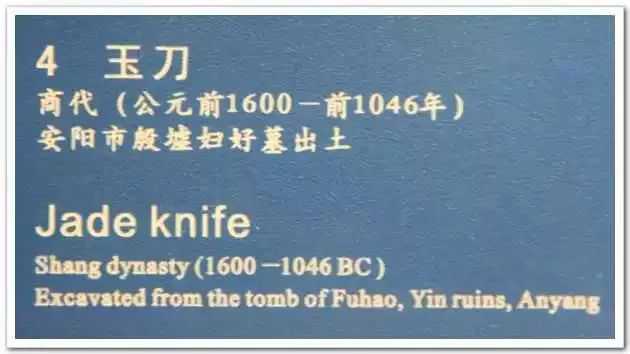 4 玉刀
商代（公元前1600－前1046年）
安阳市殷墟妇好墓出土
Jade knife
Shang dynasty (1600－1046 BC)
Excavated from the tomb of Fuhao, Yin ruins, Anyang